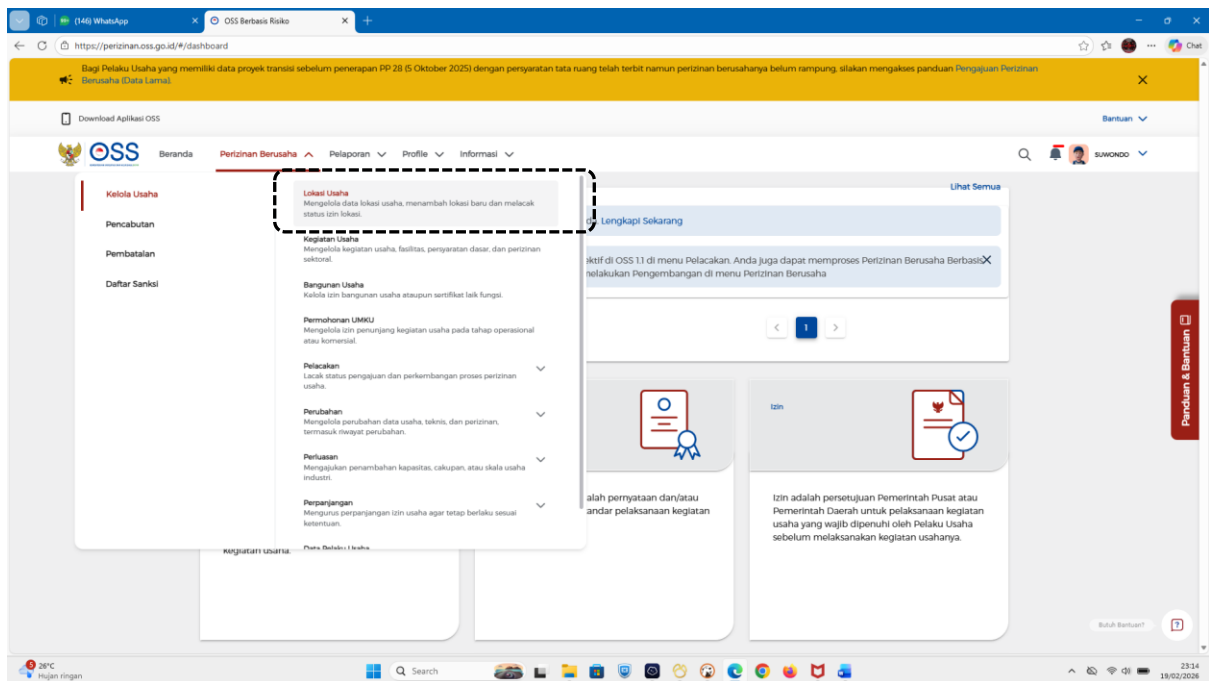 (146) WhatsApp
OSS Berbasis Risiko
https://perizinan.oss.go.id/#/dashboard
Chat
Bagi Pelaku Usaha yang memiliki data proyek transisi sebelum penerapan PP 28 (5 Oktober 2025) dengan persyaratan tata ruang telah terbit namun perizinan berusahanya belum rampung, silakan mengakses panduan Pengajuan Perizinan
Berusaha (Data Lama).
Download Aplikasi OSS
Bantuan
OSS
Beranda
Perizinan Berusaha
Pelaporan
Profile
Informasi
SUWONDO
Kelola Usaha
Pencabutan
Pembatalan
Daftar Sanksi
Lokasi Usaha
Mengelola data lokasi usaha, menambah lokasi baru dan melacak
status izin lokasi.
Kegiatan Usaha
Mengelola kegiatan usaha, fasilitas, persyaratan dasar, dan perizinan
sektoral.
Bangunan Usaha
Kelola izin bangunan usaha ataupun sertifikat laik fungsi.
Permohonan UMKU
Mengelola izin penunjang kegiatan usaha pada tahap operasional
atau komersial.
Pelacakan
Lacak status pengajuan dan perkembangan proses perizinan
usaha.
Perubahan
Mengelola perubahan data usaha, teknis, dan perizinan,
termasuk riwayat perubahan.
Perluasan
Mengajukan penambahan kapasitas, cakupan, atau skala usaha
industri.
Perpanjangan
Mengurus perpanjangan izin usaha agar tetap berlaku sesuai
ketentuan.
Data Pelaku Usaha
Lihat Semua
Lengkapi Sekarang
ektif di OSS 1.1 di menu Pelacakan. Anda juga dapat memproses Perizinan Berusaha Berbasis
melakukan Pengembangan di menu Perizinan Berusaha
1
Izin
kegiatan usaha.
alah pernyataan dan/atau
andar pelaksanaan kegiatan
Izin adalah persetujuan Pemerintah Pusat atau
Pemerintah Daerah untuk pelaksanaan kegiatan
usaha yang wajib dipenuhi oleh Pelaku Usaha
sebelum melaksanakan kegiatan usahanya.
Panduan & Bantuan
Butuh Bantuan?
5
26°C
Hujan ringan
Search
23:14
19/02/2026